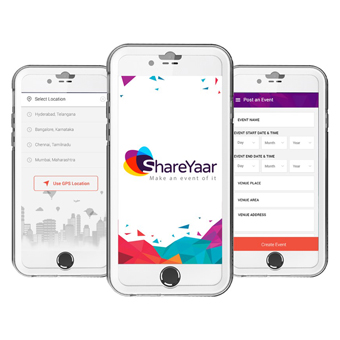 Select Location
Hyderabad, Telangana
Bangalore, Karnataka
Chennai, Tamilnadu
Mumbai, Maharashtra
Use GPS Location
ShareYaar
Make an event of it
Post an Event
EVENT NAME
EVENT START DATE & TIME
Day Month Year
EVENT END DATE & TIME
Day Month Year
VENUE PLACE
VENUE AREA
VENUE ADDRESS
Create Event